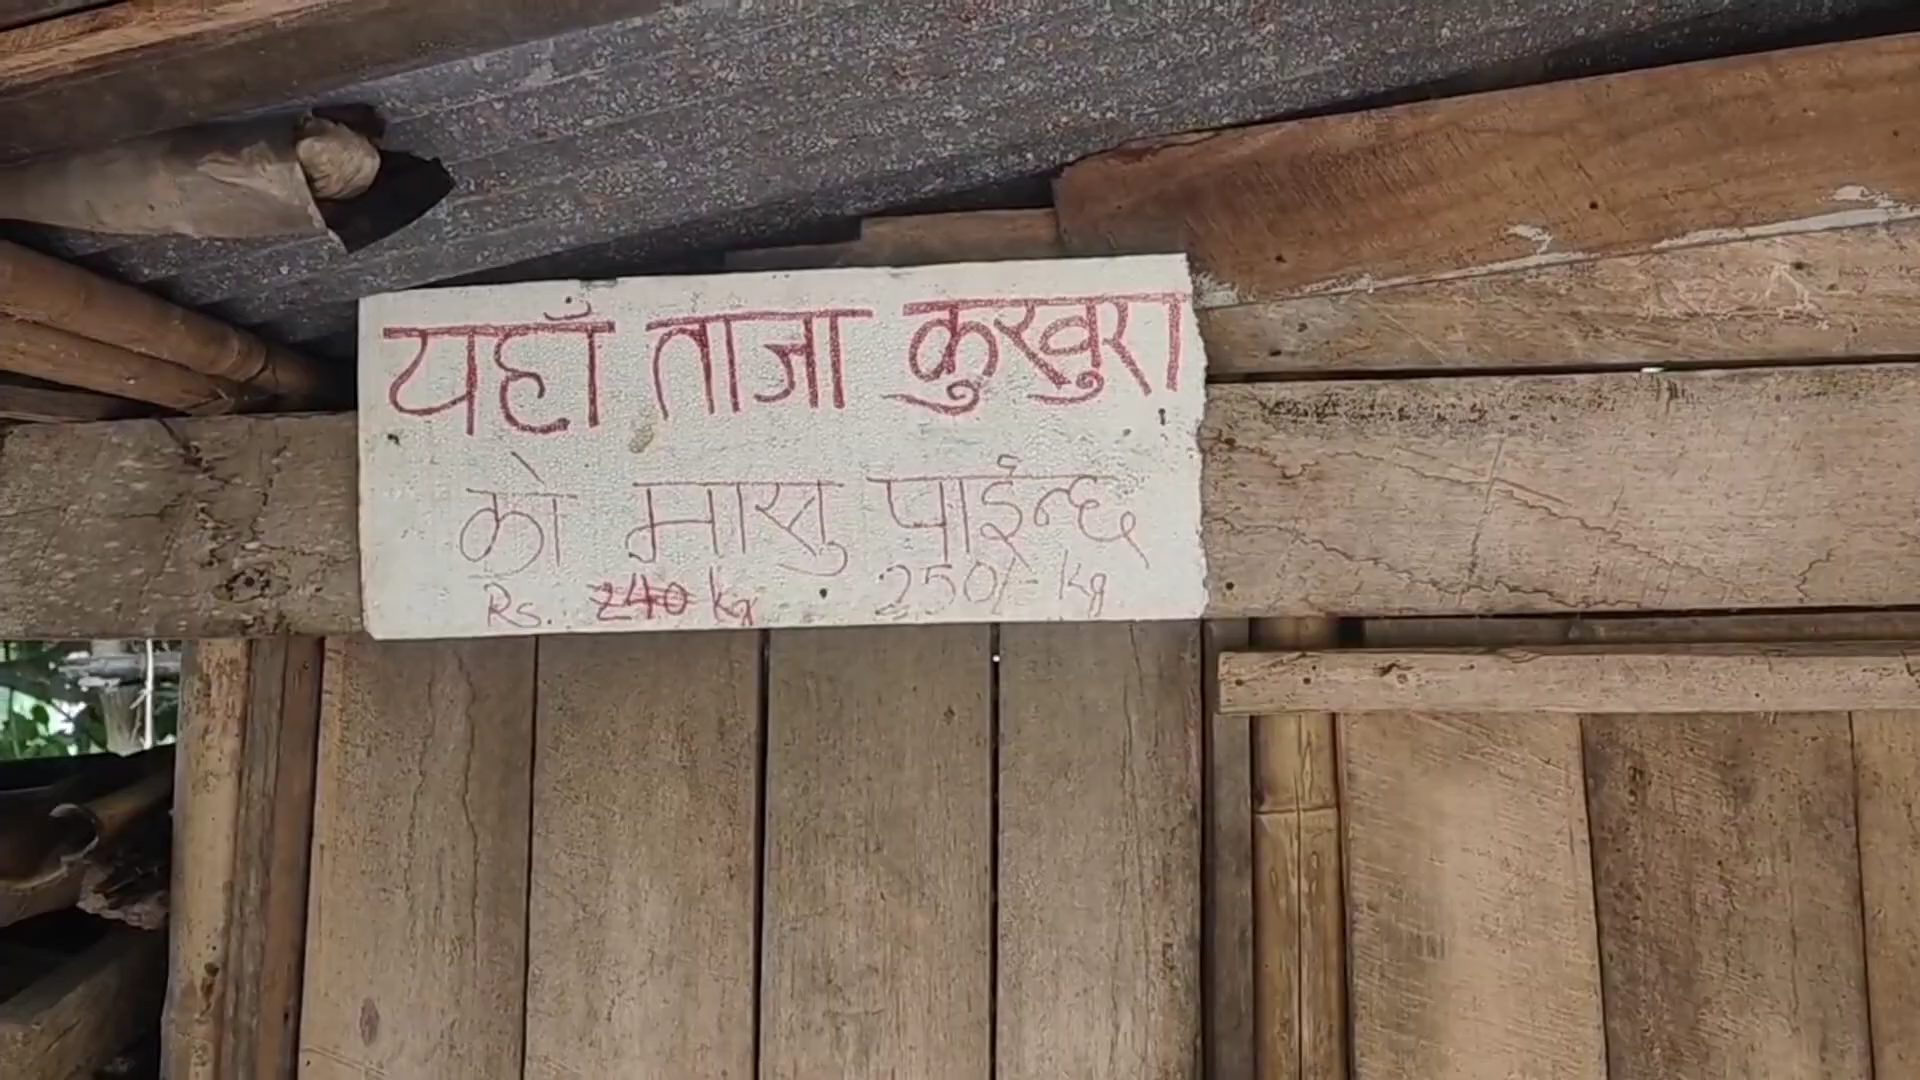 यहाँ ताजा कुखुरा
को मासु पाईन्छ
Rs. 240 kg 250/- kg